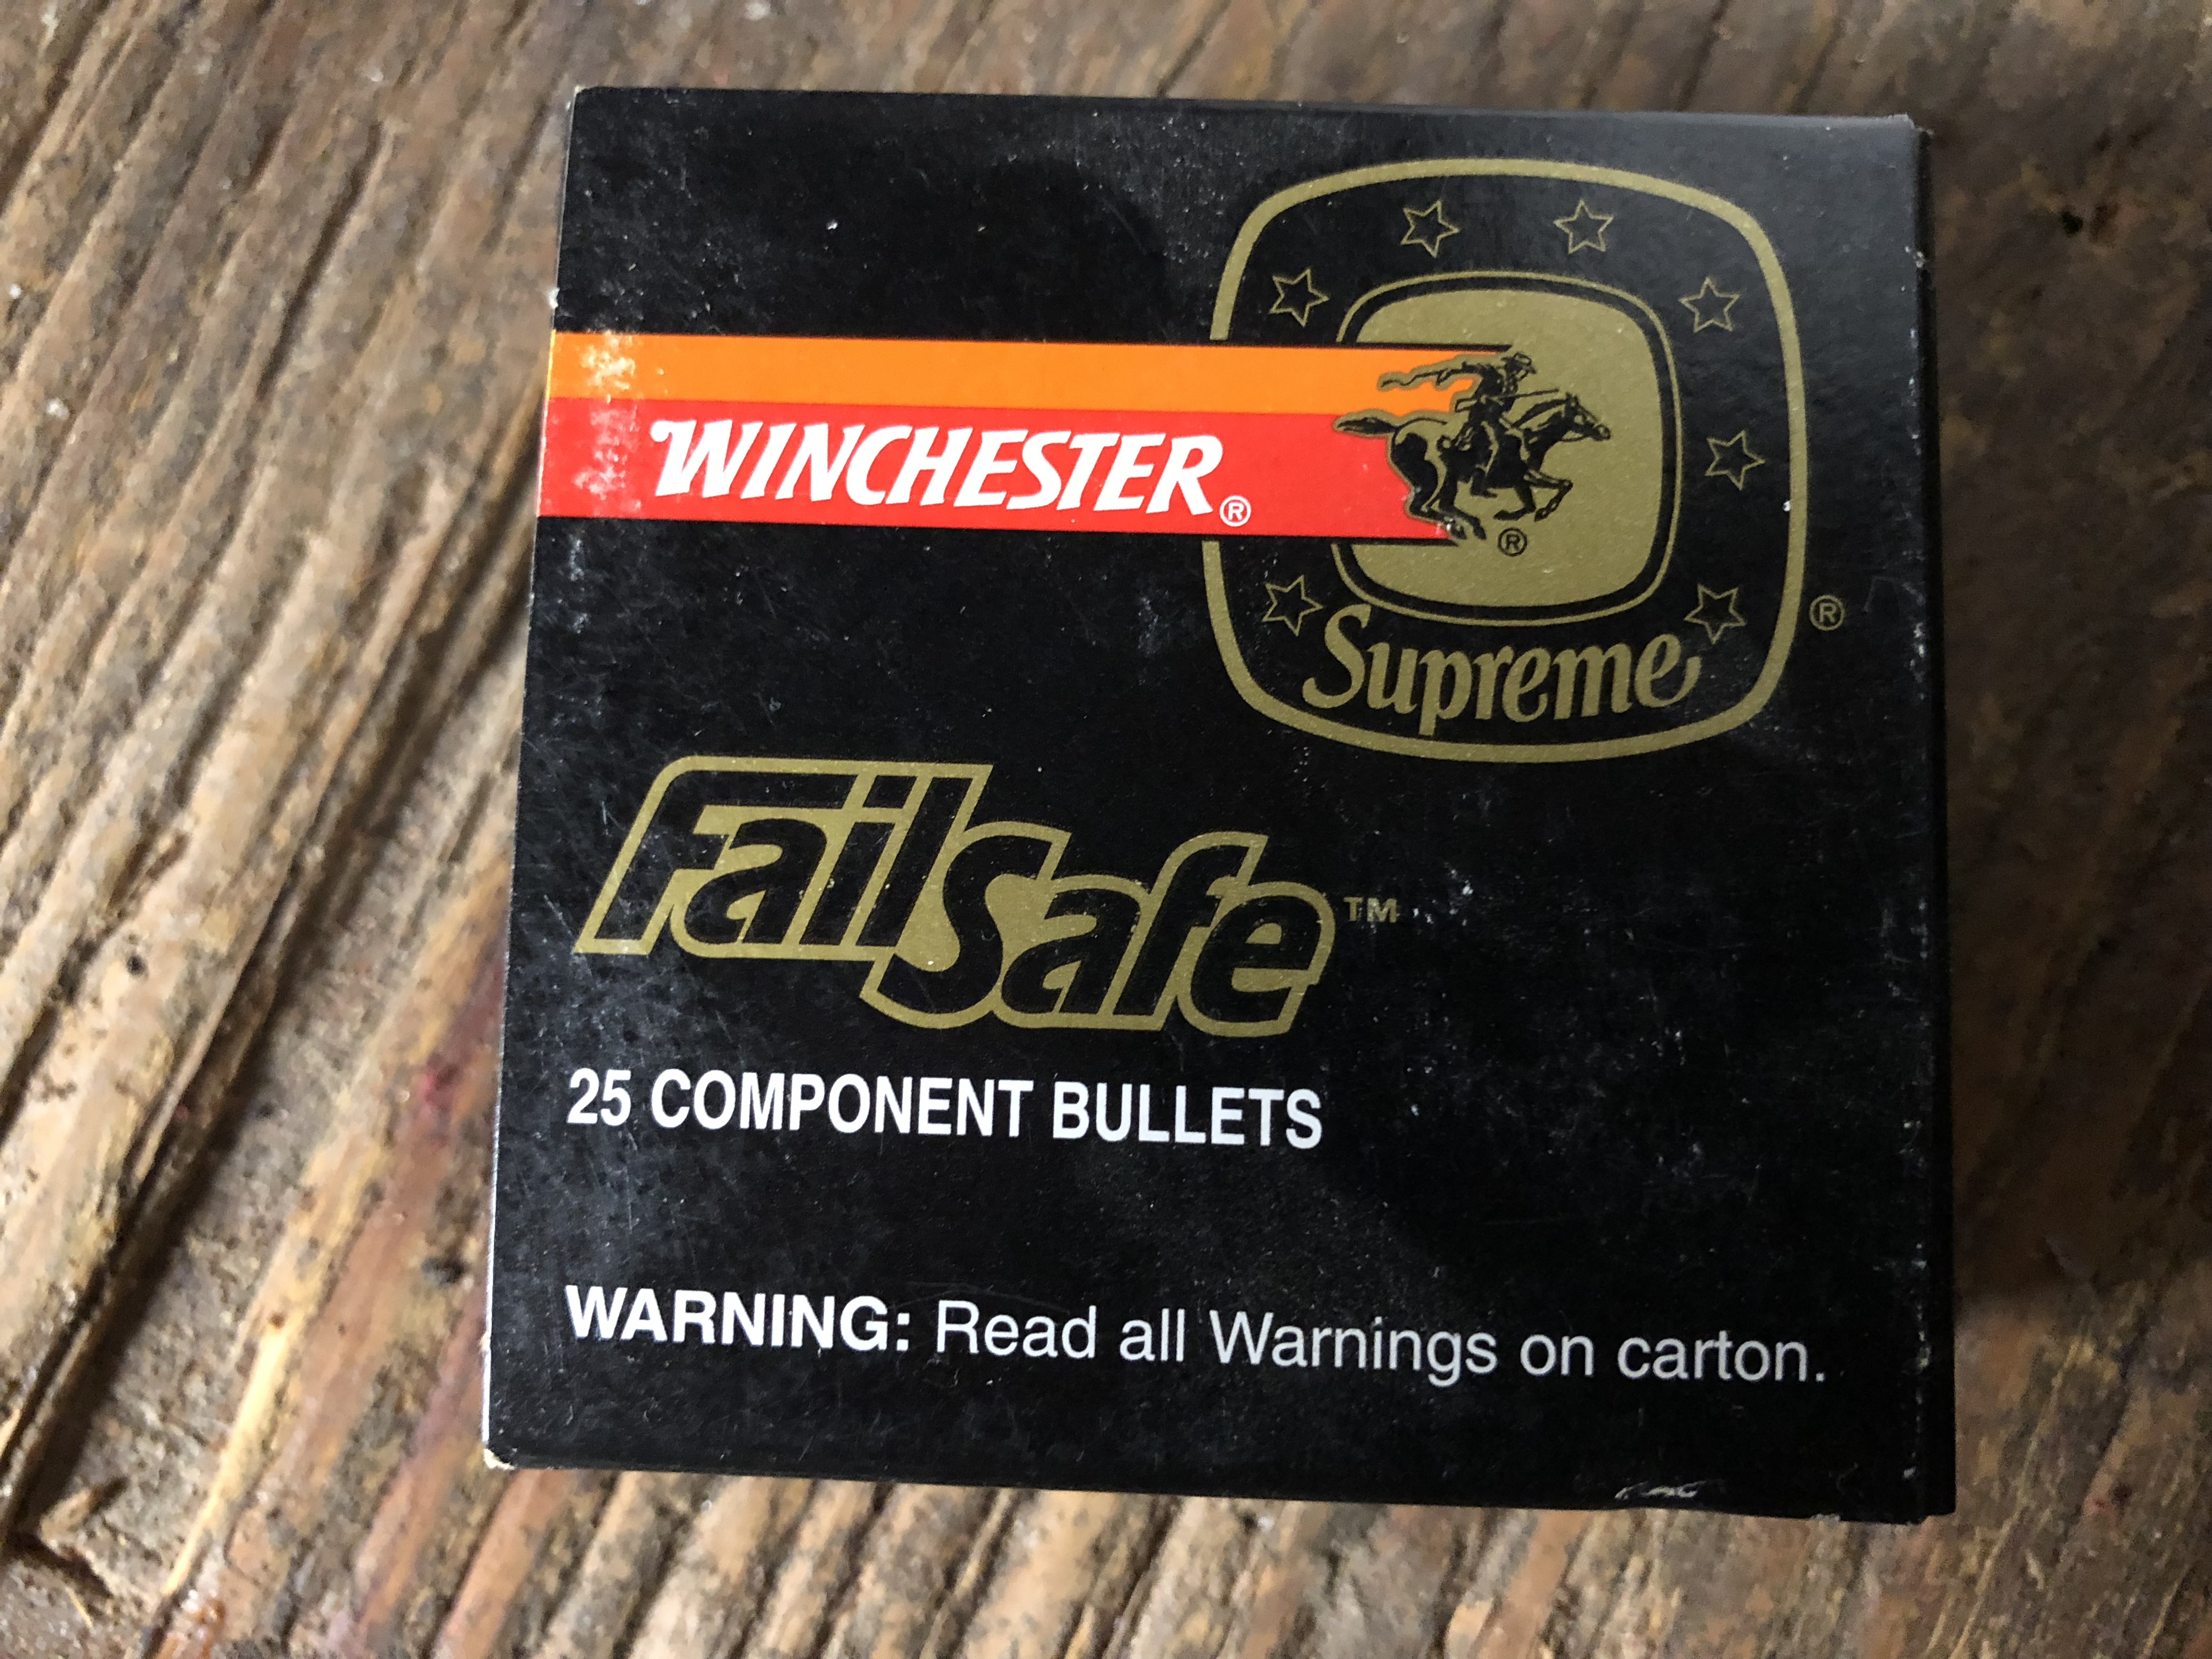 WINCHESTER®
®
Supreme ®
FailSafe™
25 COMPONENT BULLETS
WARNING: Read all Warnings on carton.